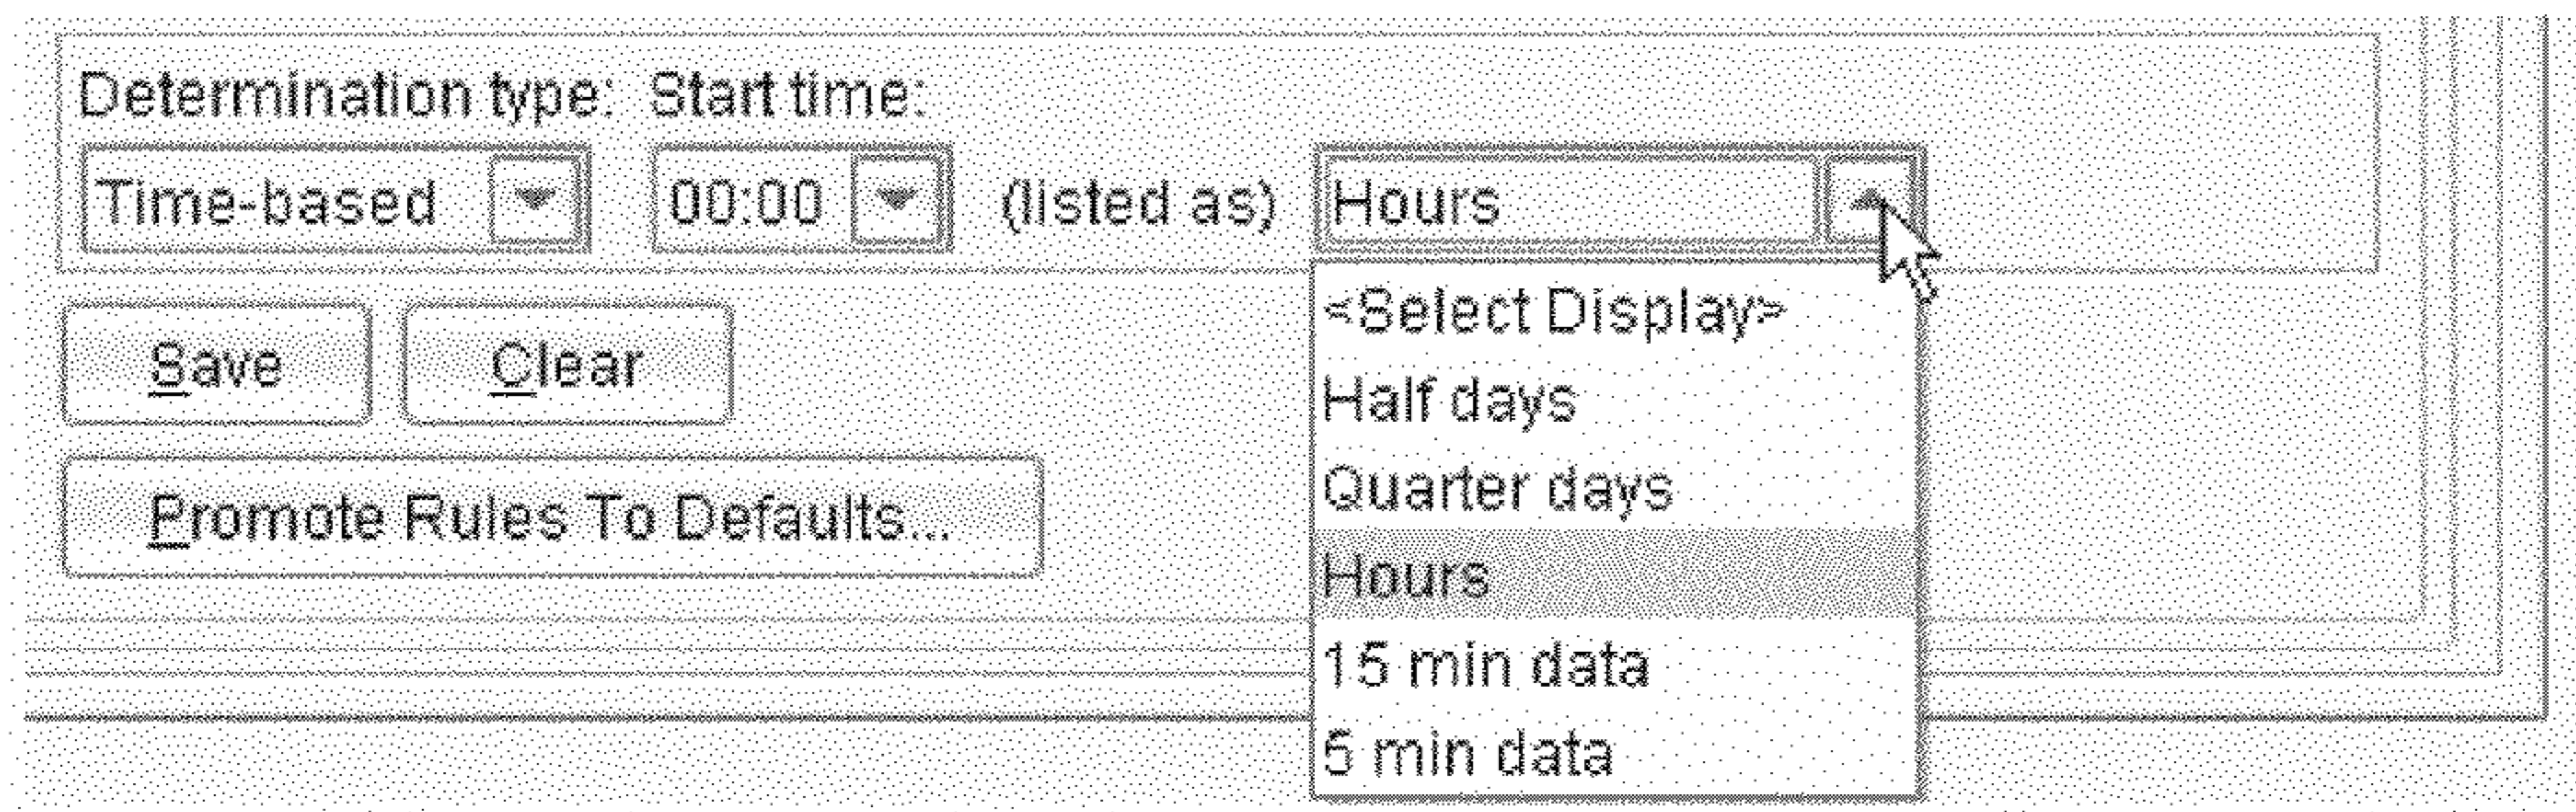 Determination type: Start time:
Time-based 00:00 (listed as) Hours
<Select Display>
Save Clear
Half days
Quarter days
Promote Rules To Defaults...
Hours
15 min data
5 min data